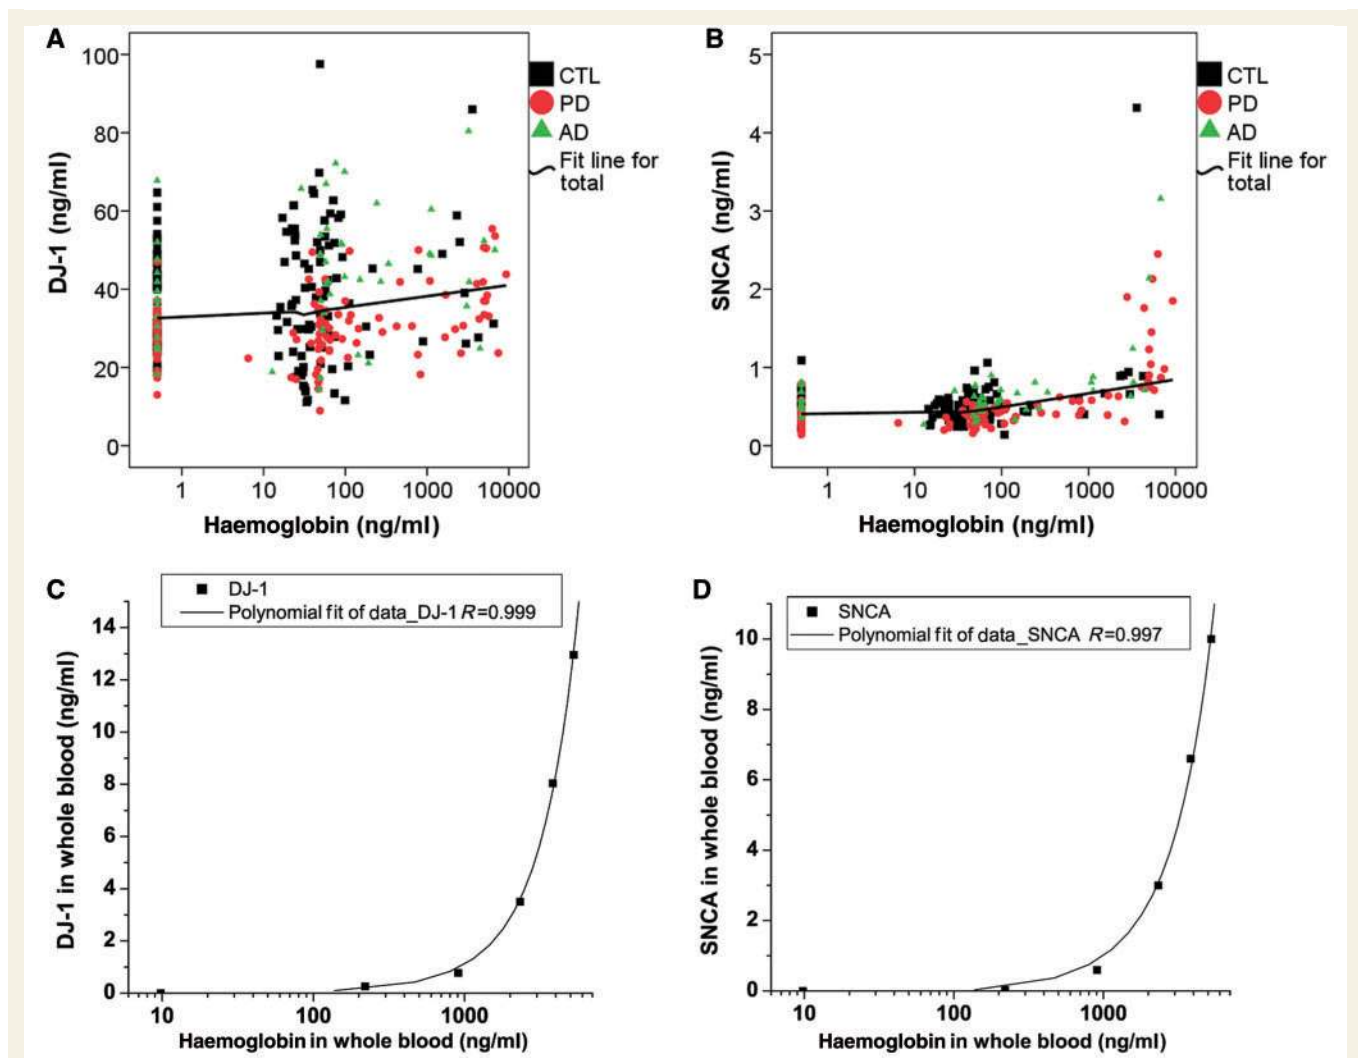 A
100
80
60
40
20
0
DJ-1 (ng/ml)
1 10 100 1000 10000
Haemoglobin (ng/ml)
CTL
PD
AD
Fit line for
total
B
5
4
3
2
1
0
SNCA (ng/ml)
1 10 100 1000 10000
Haemoglobin (ng/ml)
CTL
PD
AD
Fit line for
total
C
DJ-1
Polynomial fit of data_DJ-1 R=0.999
14
12
10
8
6
4
2
0
DJ-1 in whole blood (ng/ml)
10 100 1000
Haemoglobin in whole blood (ng/ml)
D
SNCA
Polynomial fit of data_SNCA R=0.997
10
8
6
4
2
0
SNCA in whole blood (ng/ml)
10 100 1000
Haemoglobin in whole blood (ng/ml)